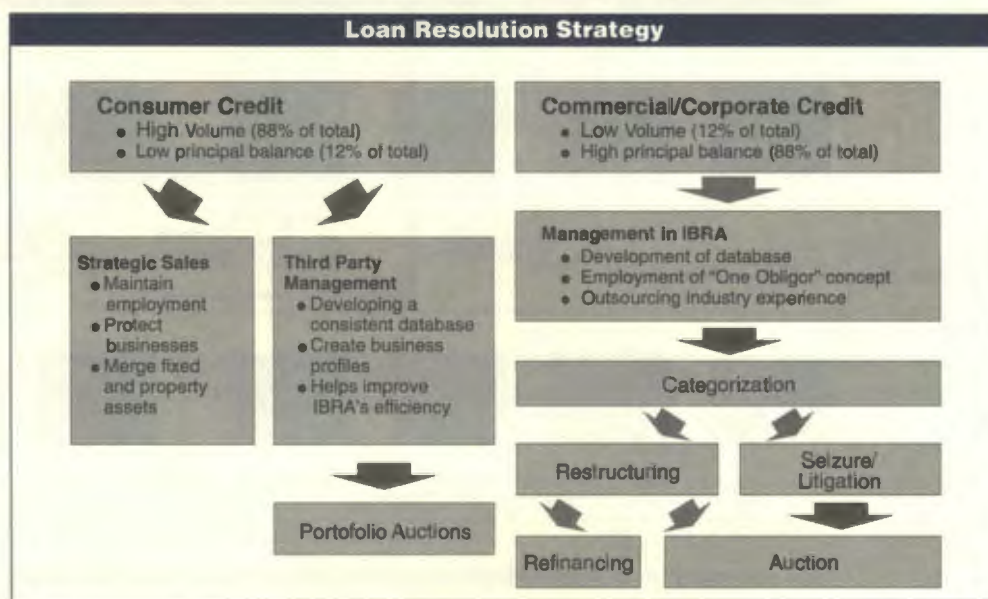 Loan Resolution Strategy
Consumer Credit
• High Volume (88% of total)
• Low principal balance (12% of total)
Commercial/Corporate Credit
• Low Volume (12% of total)
• High principal balance (88% of total)
Strategic Sales
• Maintain
employment
• Protect
businesses
• Merge fixed
and property
assets
Third Party
Management
• Developing a
consistent database
• Create business
profiles
• Helps improve
IBRA's efficiency
Portofolio Auctions
Management in IBRA
• Development of database
• Employment of "One Obligor" concept
• Outsourcing industry experience
Categorization
Restructuring
Seizure/
Litigation
Refinancing
Auction